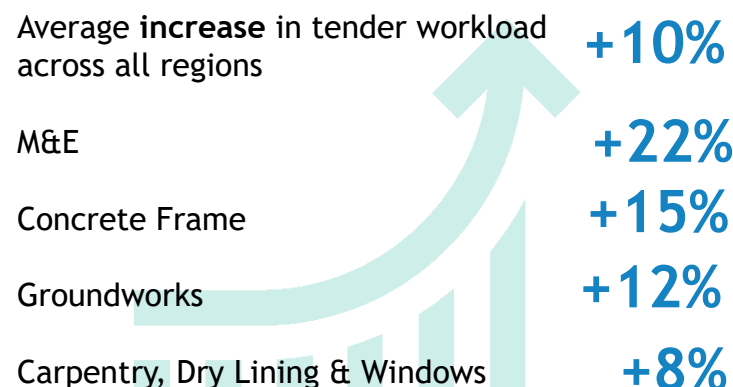 Average increase in tender workload +10%
across all regions
M&E +22%
Concrete Frame +15%
Groundworks +12%
Carpentry, Dry Lining & Windows +8%